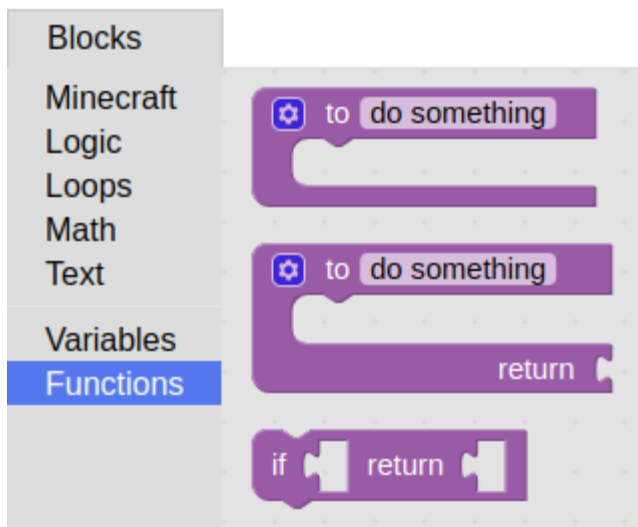 Blocks
Minecraft
Logic
Loops
Math
Text
Variables
Functions
to do something
to do something
return
if return